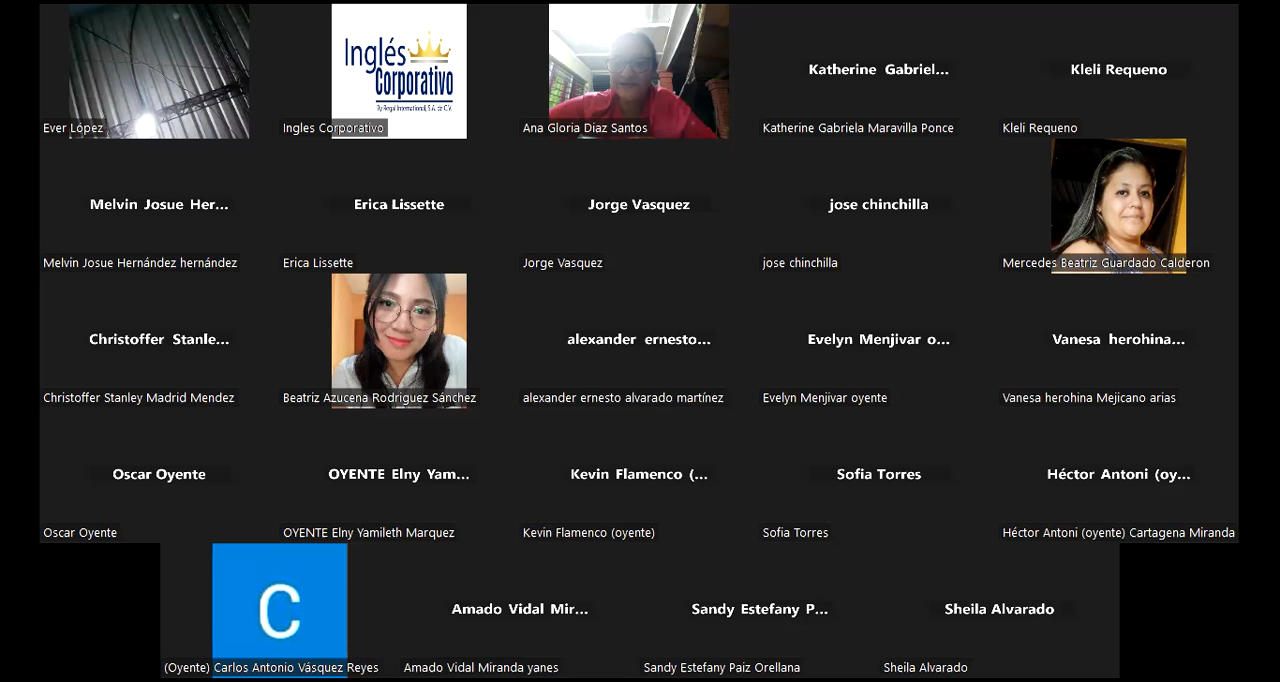 Ever López
Inglés
Corporativo
By Regal International, S.A. de C.V.
Ingles Corporativo
Ana Gloria Diaz Santos
Katherine Gabriel...
Katherine Gabriela Maravilla Ponce
Kleli Requeno
Kleli Requeno
Melvin Josue Her...
Melvin Josue Hernández hernández
Erica Lissette
Erica Lissette
Jorge Vasquez
Jorge Vasquez
jose chinchilla
jose chinchilla
Mercedes Beatriz Guardado Calderon
Christoffer Stanle...
Christoffer Stanley Madrid Mendez
Beatriz Azucena Rodriguez Sánchez
alexander ernesto...
alexander ernesto alvarado martínez
Evelyn Menjivar o...
Evelyn Menjivar oyente
Vanesa herohina...
Vanesa herohina Mejicano arias
Oscar Oyente
Oscar Oyente
OYENTE Elny Yam...
OYENTE Elny Yamileth Marquez
Kevin Flamenco (...
Kevin Flamenco (oyente)
Sofia Torres
Sofia Torres
Héctor Antoni (oy...
Héctor Antoni (oyente) Cartagena Miranda
C
(Oyente) Carlos Antonio Vásquez Reyes
Amado Vidal Mir...
Amado Vidal Miranda yanes
Sandy Estefany P...
Sandy Estefany Paiz Orellana
Sheila Alvarado
Sheila Alvarado